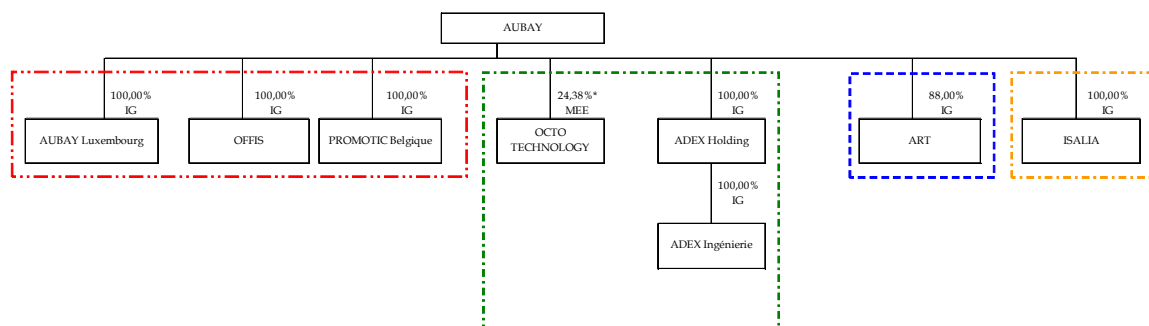 AUBAY
100,00%
IG
100,00%
IG
100,00%
IG
24,38%*
MEE
100,00%
IG
88,00%
IG
100,00%
IG
AUBAY Luxembourg
OFFIS
PROMOTIC Belgique
OCTO
TECHNOLOGY
ADEX Holding
ART
ISALIA
100,00%
IG
ADEX Ingénierie